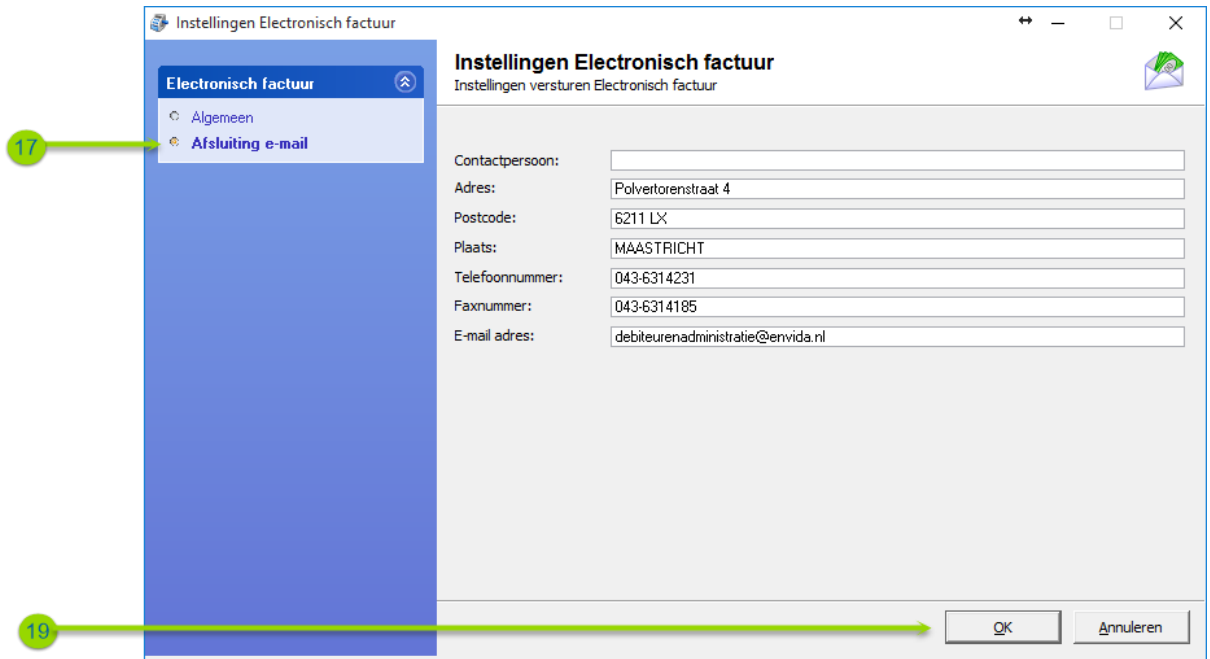 Instellingen Electronisch factuur
Electronisch factuur
Algemeen
17
Afsluiting e-mail
Instellingen Electronisch factuur
Instellingen versturen Electronisch factuur
Contactpersoon:
Adres: Polvertorenstraat 4
Postcode: 6211 LX
Plaats: MAASTRICHT
Telefoonnummer: 043-6314231
Faxnummer: 043-6314185
E-mail adres: debiteurenadministratie@envida.nl
19
OK Annuleren